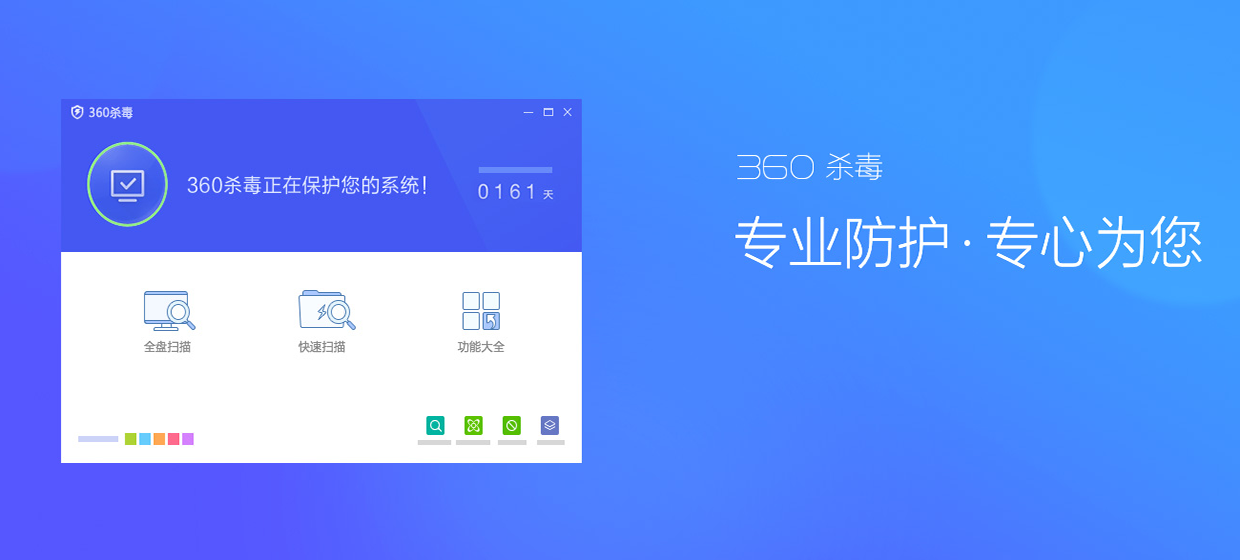 360杀毒
360杀毒正在保护您的系统!
0161 天
全盘扫描
快速扫描
功能大全
360 杀毒
专业防护 · 专心为您